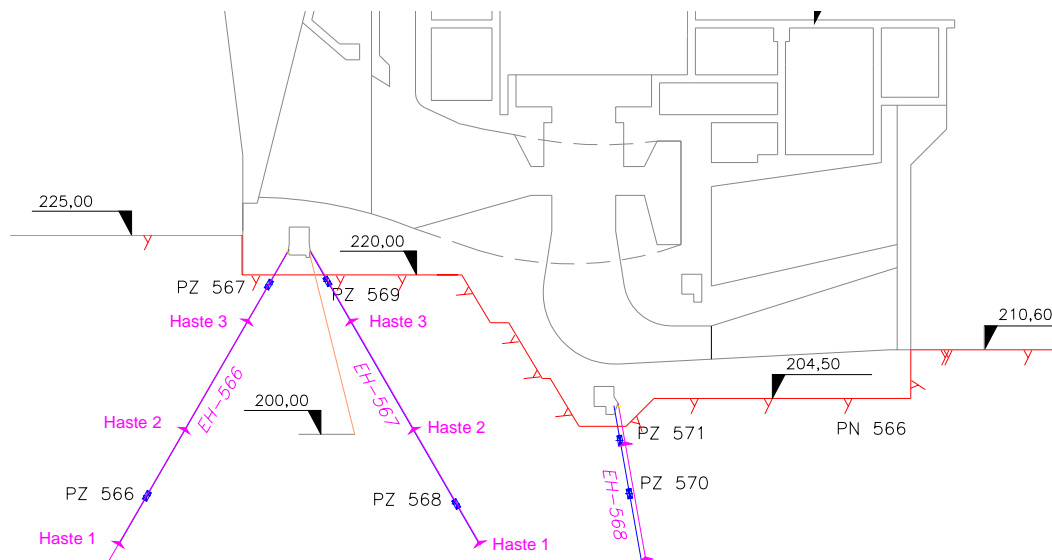 225,00
220,00
PZ 567
PZ 569
Haste 3
Haste 3
210,60
204,50
EH-566
EH-567
200,00
Haste 2
Haste 2
PZ 571
PN 566
PZ 566
PZ 568
PZ 570
EH-568
Haste 1
Haste 1